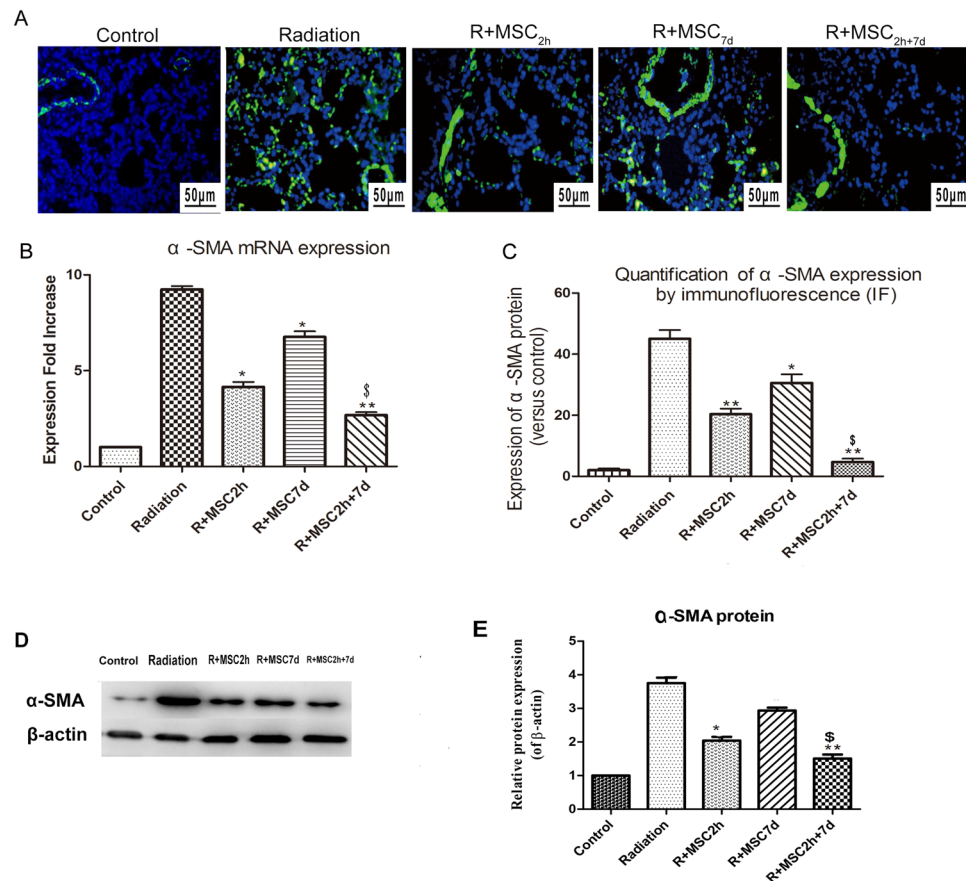 A
Control
Radiation
R+MSC2h
R+MSC7d
R+MSC2h+7d
50μm
50μm
50μm
50μm
50μm
B
α -SMA mRNA expression
Expression Fold Increase
10
5
0
*
*
$
**
Control
Radiation
R+MSC2h
R+MSC7d
R+MSC2h+7d
C
Quantification of α -SMA expression
by immunofluorescence (IF)
Expression of α -SMA protein
(versus control)
60
40
20
0
**
*
$
**
Control
Radiation
R+MSC2h
R+MSC7d
R+MSC2h+7d
D
Control Radiation R+MSC2h R+MSC7d R+MSC2h+7d
α-SMA
β-actin
E
α-SMA protein
Relative protein expression
(of β-actin)
5
4
3
2
1
0
*
$
**
Control
Radiation
R+MSC2h
R+MSC7d
R+MSC2h+7d